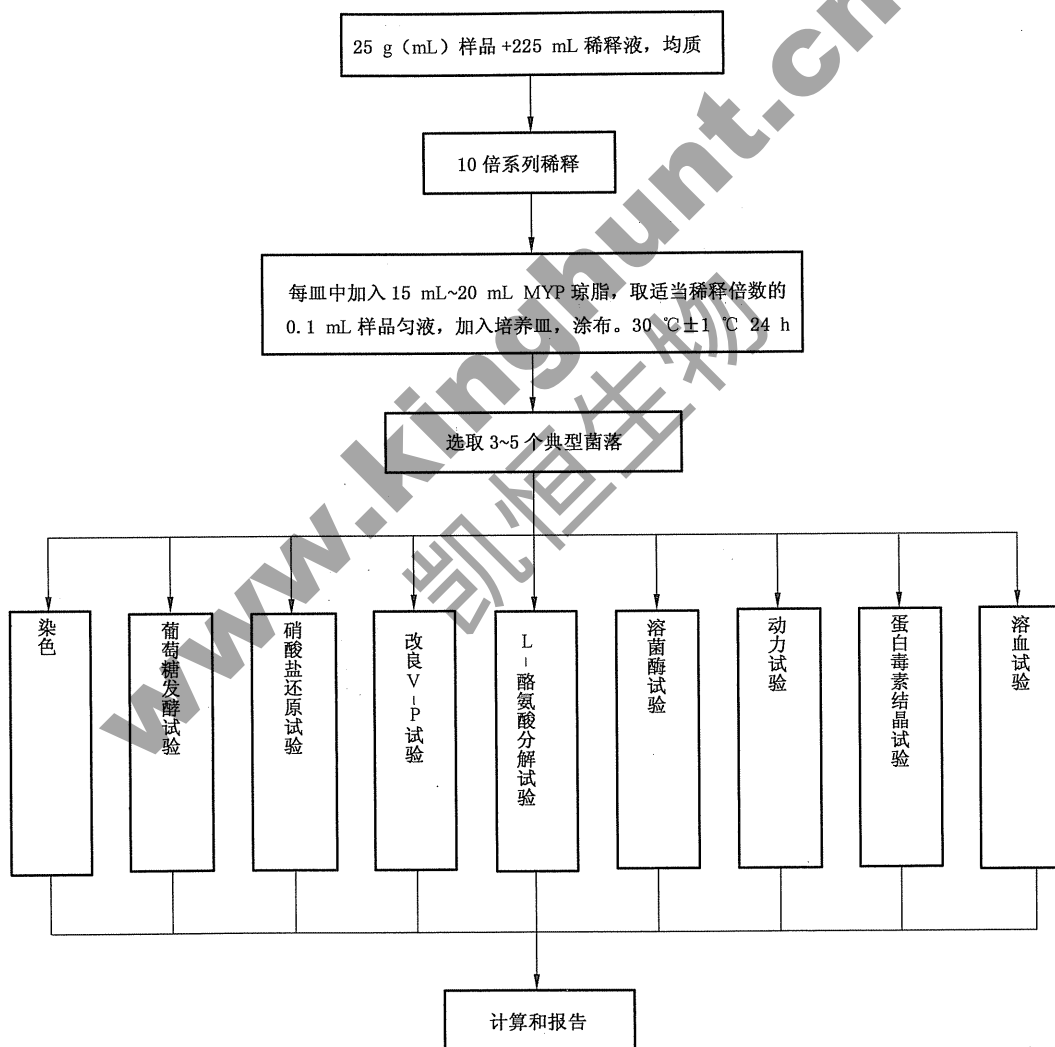 25 g（mL）样品+225 mL 稀释液，均质
10 倍系列稀释
每皿中加入 15 mL~20 mL MYP 琼脂，取适当稀释倍数的
0.1 mL 样品匀液，加入培养皿，涂布。30 ℃±1 ℃ 24 h
选取 3~5 个典型菌落
染色
葡萄糖发酵试验
硝酸盐还原试验
改良V-P试验
L-酪氨酸分解试验
溶菌酶试验
动力试验
蛋白毒素结晶试验
溶血试验
计算和报告
www.kinghunt.cn
凯恒生物